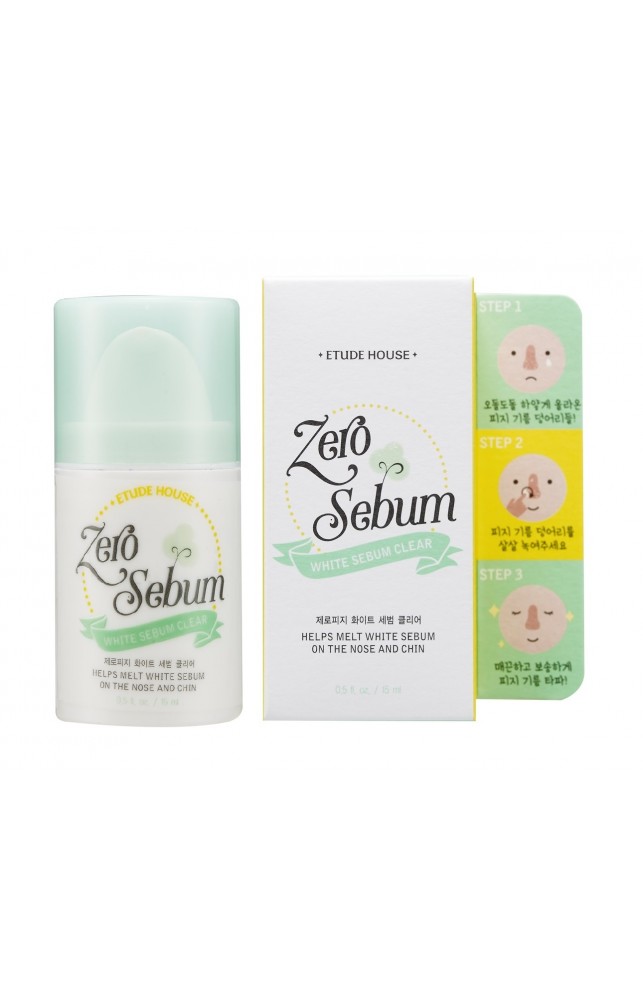 ETUDE HOUSE
Zero
Sebum
WHITE SEBUM CLEAR
제로피지 화이트 세범 클리어
HELPS MELT WHITE SEBUM
ON THE NOSE AND CHIN
0.5 fl. oz. / 15 ml
ETUDE HOUSE
Zero
Sebum
WHITE SEBUM CLEAR
제로피지 화이트 세범 클리어
HELPS MELT WHITE SEBUM
ON THE NOSE AND CHIN
0.5 fl. oz. / 15 ml
STEP 1
오돌도돌 하얗게 올라온
피지 기름 덩어리들!
STEP 2
피지 기름 덩어리를
살살 녹여주세요
STEP 3
매끈하고 보송하게
피지 기름 타파!